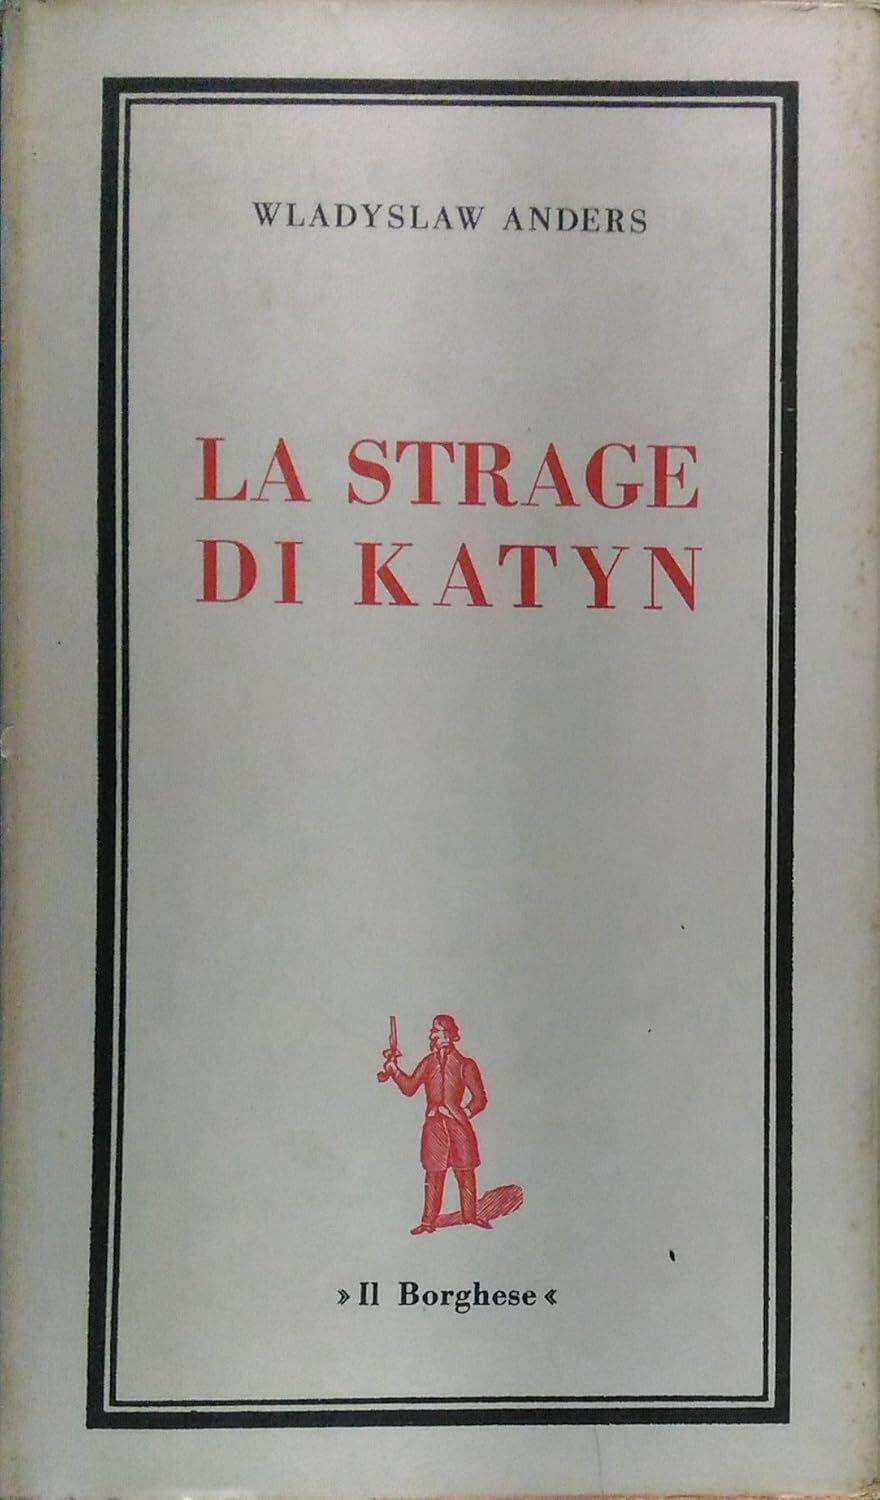 WLADYSLAW ANDERS
LA STRAGE
DI KATYN
» Il Borghese «